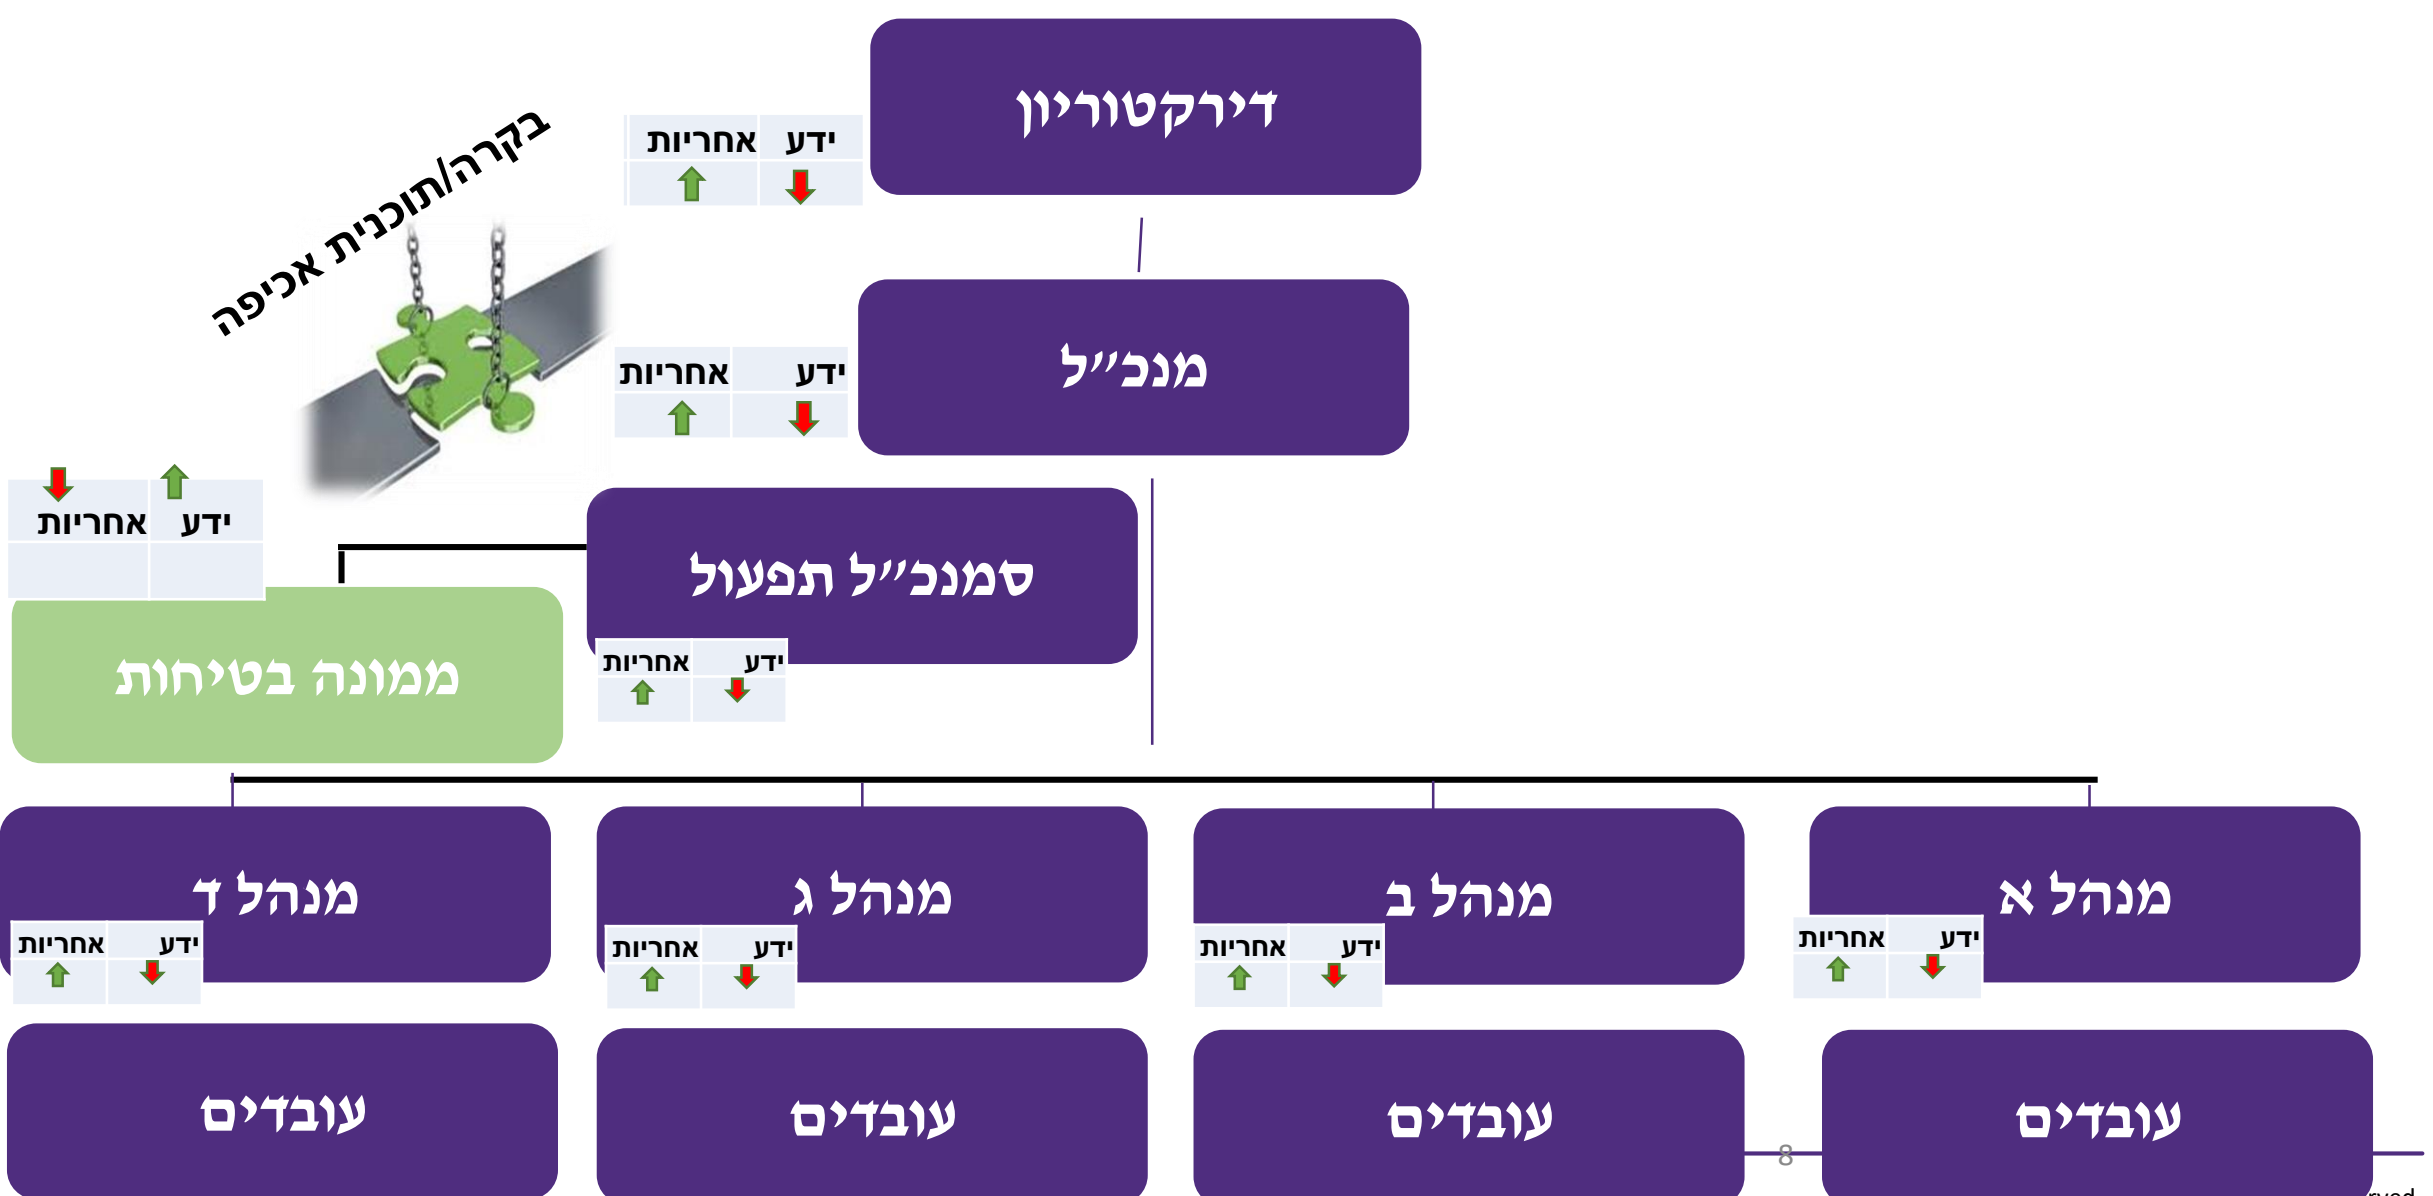 דירקטוריון
ידע אחריות
בקרה/תוכנית אכיפה
מנכ״ל
ידע אחריות
סמנכ״ל תפעול
ידע אחריות
ידע אחריות
ממונה בטיחות
מנהל א
ידע אחריות
מנהל ב
ידע אחריות
מנהל ג
ידע אחריות
מנהל ד
ידע אחריות
עובדים
עובדים
עובדים
עובדים
8